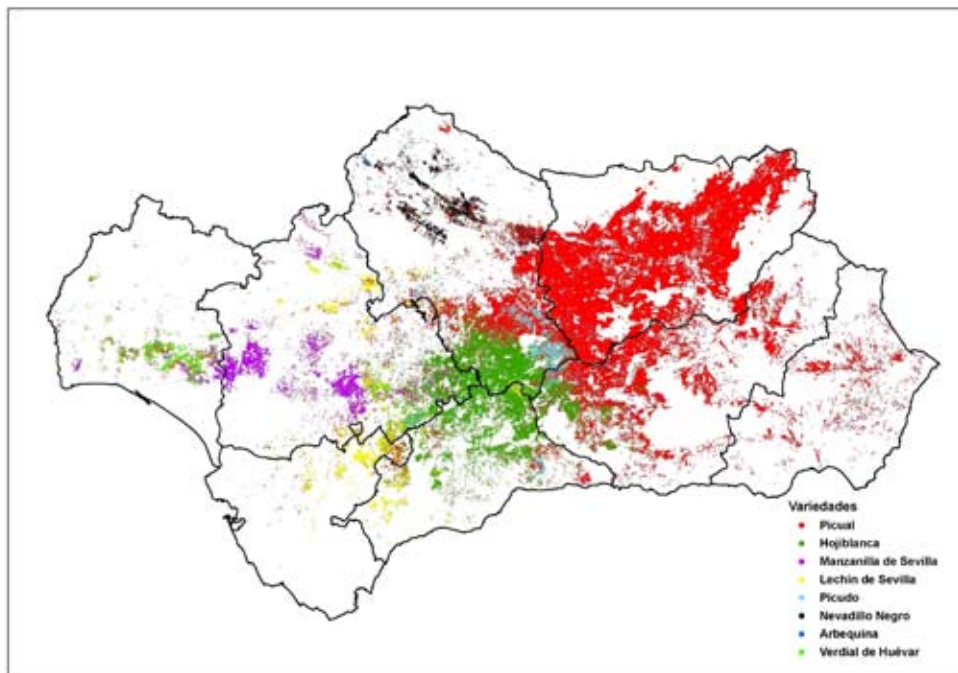 Variedades
Picual
Hojiblanca
Manzanilla de Sevilla
Lechín de Sevilla
Picudo
Nevadillo Negro
Arbequina
Verdial de Huévar